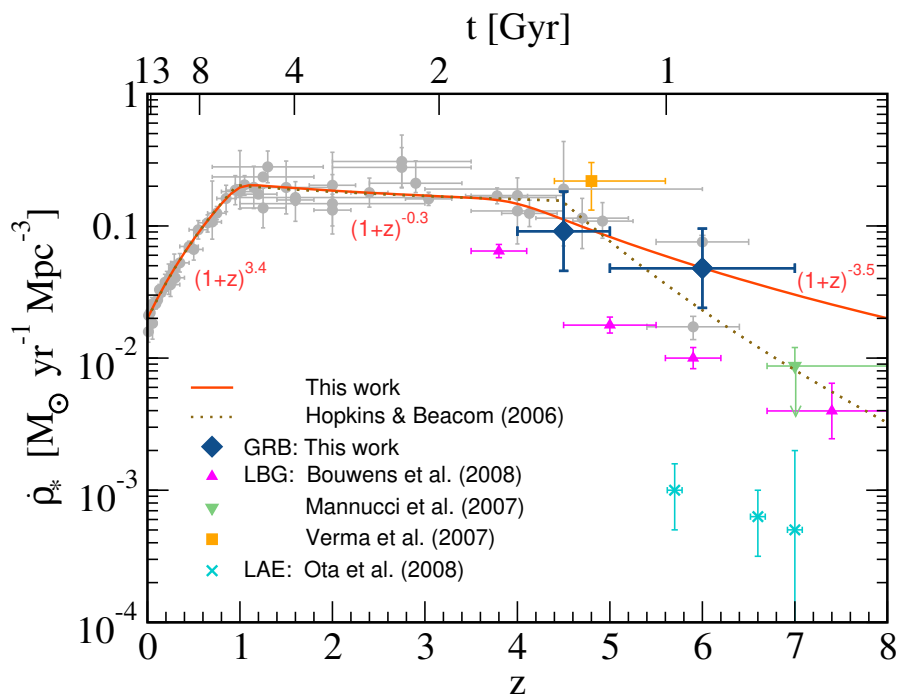 t [Gyr]
13 8 4 2 1
1
0.1
10⁻²
10⁻³
10⁻⁴
ρ̇* [M⊙ yr⁻¹ Mpc⁻³]
(1+z)³·⁴
(1+z)⁻⁰·³
(1+z)⁻³·⁵
This work
Hopkins & Beacom (2006)
GRB: This work
LBG: Bouwens et al. (2008)
Mannucci et al. (2007)
Verma et al. (2007)
LAE: Ota et al. (2008)
0 1 2 3 4 5 6 7 8
z